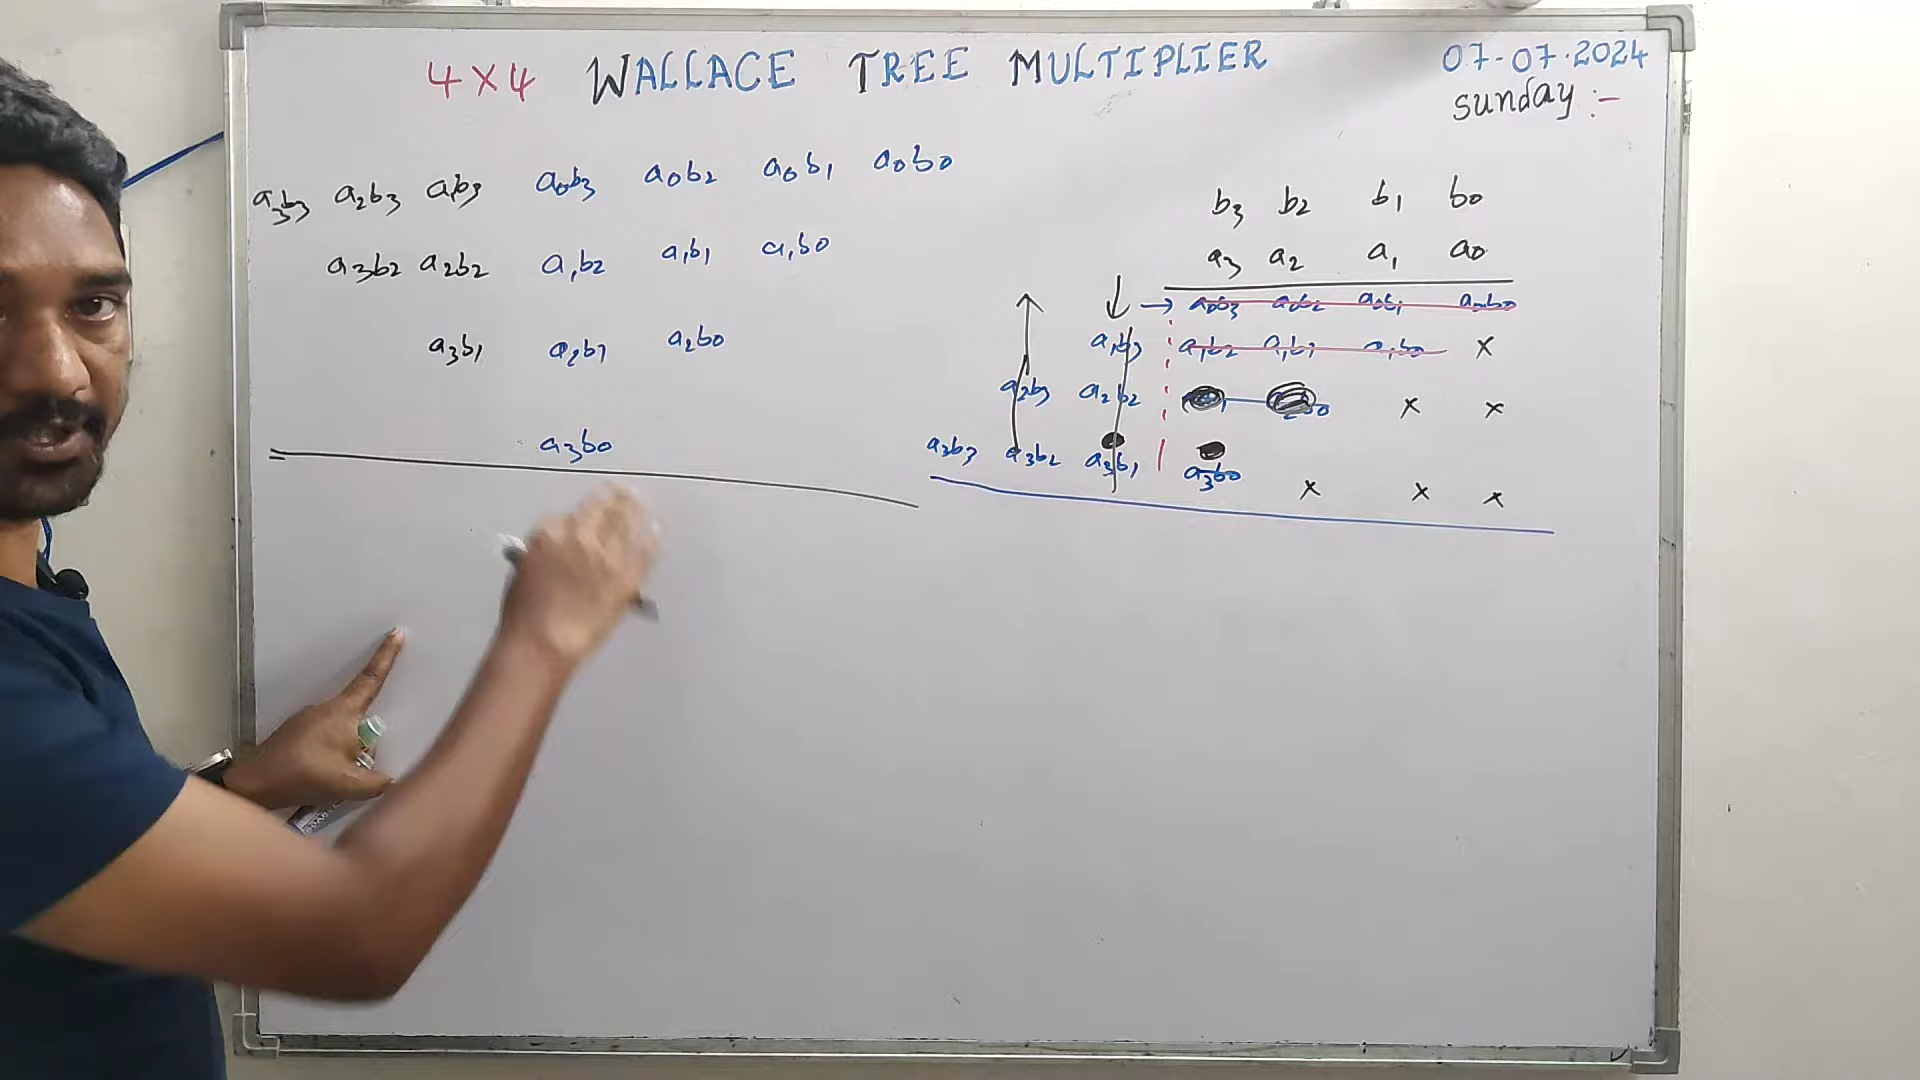 4×4 WALLACE TREE MULTIPLIER
07-07-2024
Sunday :-
a3b3 a2b3 a1b3 a0b3 a0b2 a0b1 a0b0
a3b2 a2b2 a1b2 a1b1 a1b0
a3b1 a2b1 a2b0
a3b0
b3 b2 b1 b0
a3 a2 a1 a0
→ a0b3 a0b2 a0b1 a0b0
a1b3 a1b2 a1b1 a1b0 ×
a2b3 a2b2 × ×
a3b3 a3b2 a3b1 a3b0 × × ×